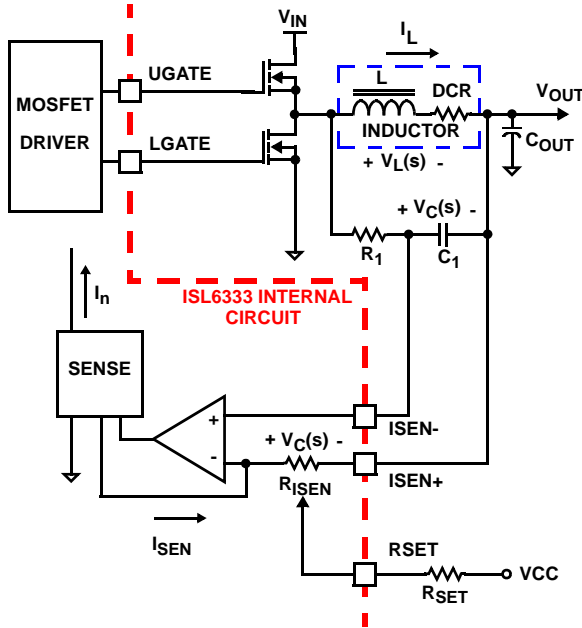 VIN
IL
UGATE
L
DCR
VOUT
MOSFET
DRIVER
LGATE
INDUCTOR
COUT
+ VL(s) -
+ VC(s) -
R1
C1
In
ISL6333 INTERNAL
CIRCUIT
SENSE
+
ISEN-
+ VC(s) -
-
RISEN
ISEN+
ISEN
RSET
VCC
RSET